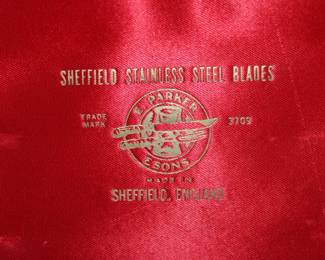 SHEFFIELD STAINLESS STEEL BLADES
E. PARKER
TRADE MARK 3709
& SONS
MADE IN
SHEFFIELD, ENGLAND